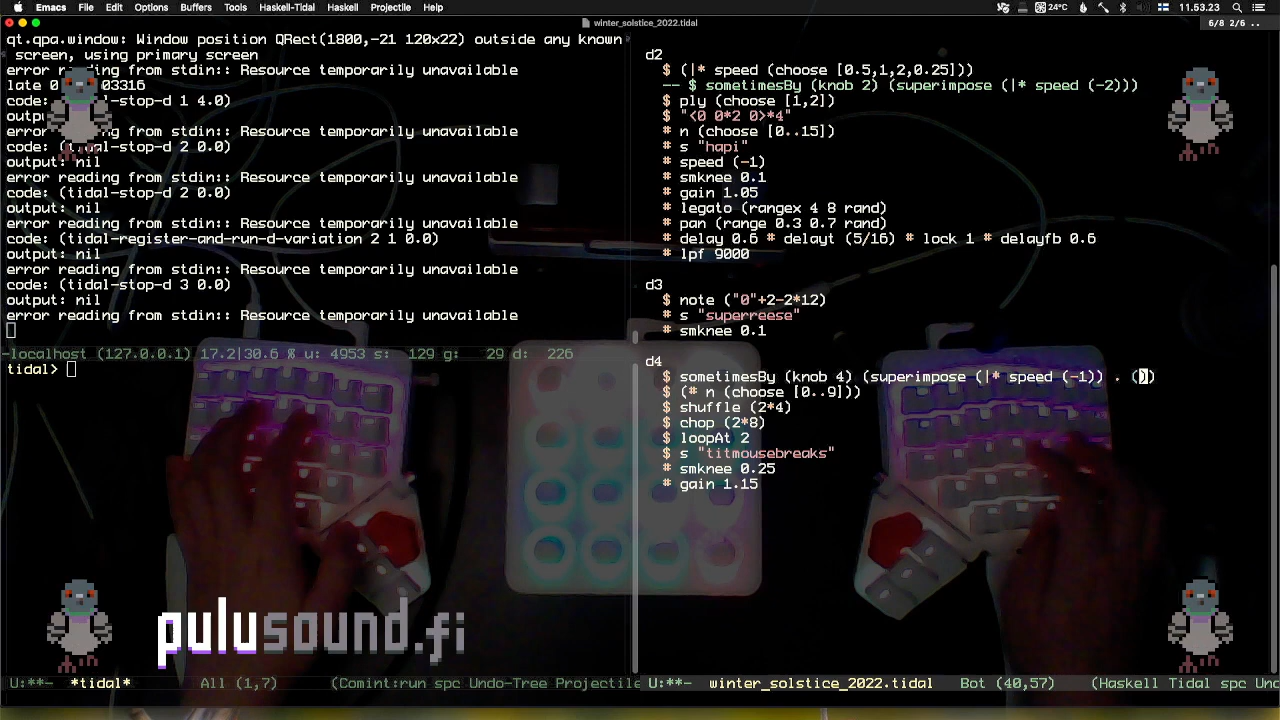 Emacs File Edit Options Buffers Tools Haskell-Tidal Haskell Projectile Help 24°C 11.53.23
winter_solstice_2022.tidal
6/8 2/6 ..
qt.qpa.window: Window position QRect(1800,-21 120x22) outside any known
screen, using primary screen
error reading from stdin:: Resource temporarily unavailable
late 0 03316
code: (tidal-stop-d 1 4.0)
outpu
error reading from stdin:: Resource temporarily unavailable
code: (tidal-stop-d 2 0.0)
output: nil
error reading from stdin:: Resource temporarily unavailable
code: (tidal-stop-d 2 0.0)
output: nil
error reading from stdin:: Resource temporarily unavailable
code: (tidal-register-and-run-d-variation 2 1 0.0)
output: nil
error reading from stdin:: Resource temporarily unavailable
code: (tidal-stop-d 3 0.0)
output: nil
error reading from stdin:: Resource temporarily unavailable
-localhost (127.0.0.1) 17.2|30.6 % u: 4953 s: 129 g: 29 d: 226
tidal>
U:**- *tidal* All (1,7) (Comint:run spc Undo-Tree Projectile
d2
$ (|* speed (choose [0.5,1,2,0.25]))
-- $ sometimesBy (knob 2) (superimpose (|* speed (-2)))
$ ply (choose [1,2])
$ "<0 0*2 0>*4"
# n (choose [0..15])
# s "hapi"
# speed (-1)
# smknee 0.1
# gain 1.05
# legato (rangex 4 8 rand)
# pan (range 0.3 0.7 rand)
# delay 0.6 # delayt (5/16) # lock 1 # delayfb 0.6
# lpf 9000
d3
$ note ("0"+2-2*12)
# s "superreese"
# smknee 0.1
d4
$ sometimesBy (knob 4) (superimpose (|* speed (-1)) . ())
$ (# n (choose [0..9]))
$ shuffle (2*4)
$ chop (2*8)
$ loopAt 2
$ s "titmousebreaks"
# smknee 0.25
# gain 1.15
U:**- winter_solstice_2022.tidal Bot (40,57) (Haskell Tidal spc Und
pulusound.fi